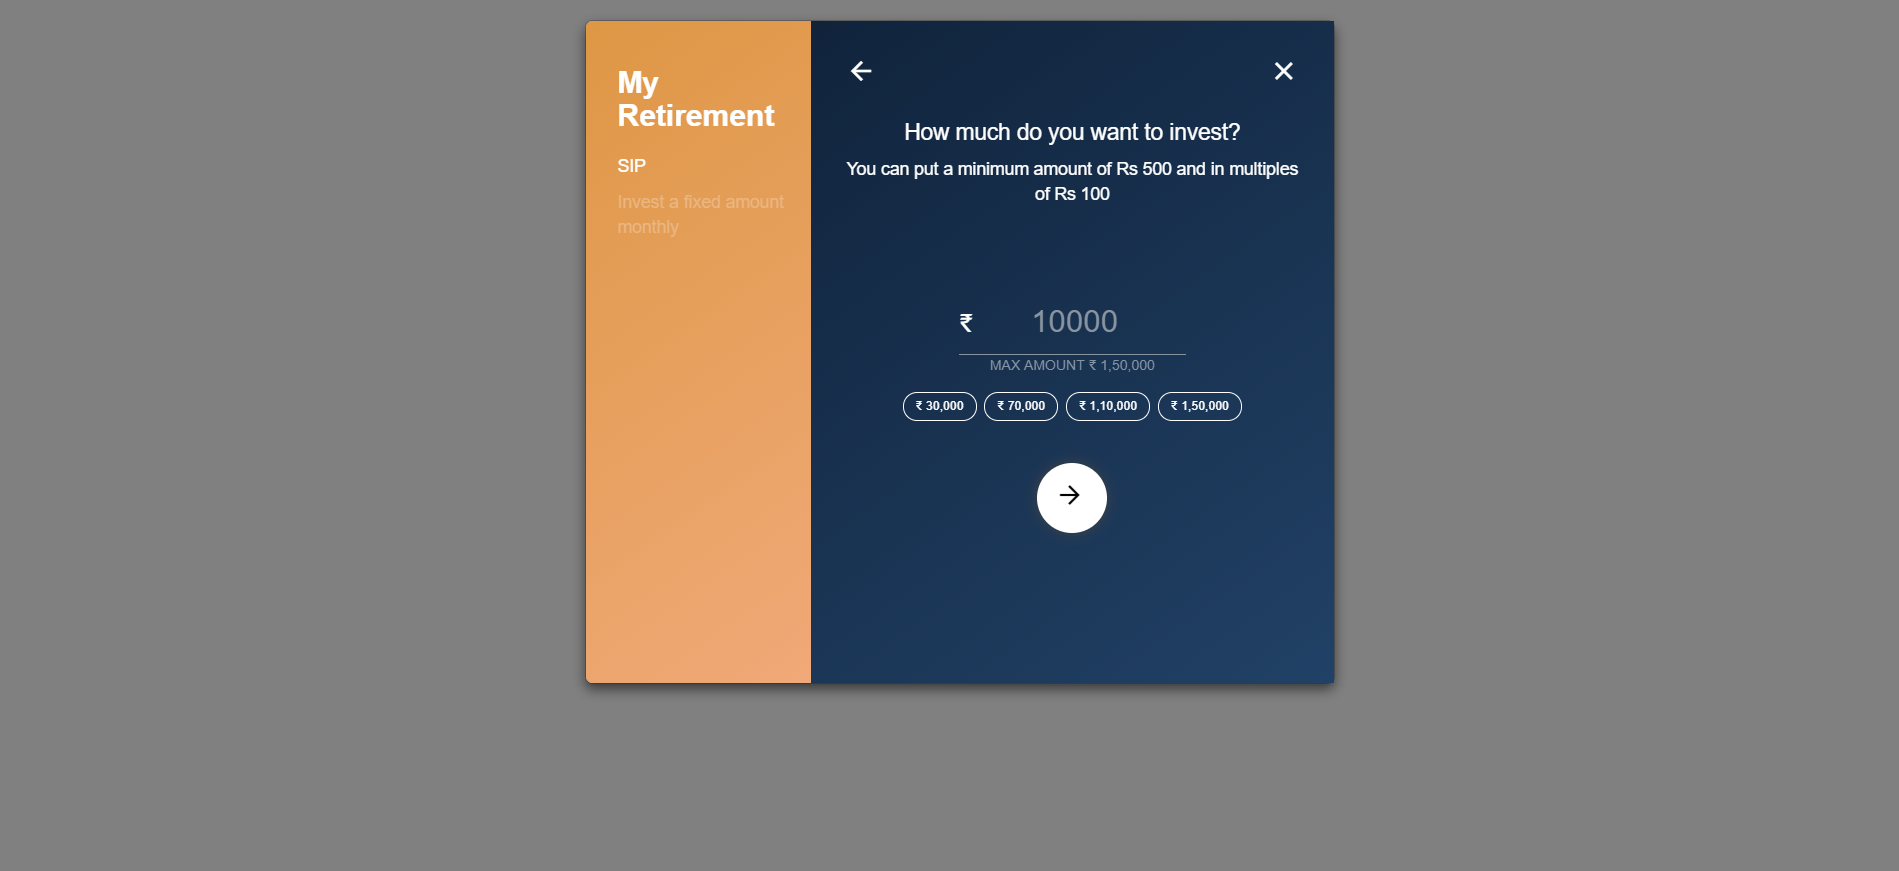 My
Retirement
SIP
Invest a fixed amount
monthly
How much do you want to invest?
You can put a minimum amount of Rs 500 and in multiples
of Rs 100
₹ 10000
MAX AMOUNT ₹ 1,50,000
₹ 30,000 ₹ 70,000 ₹ 1,10,000 ₹ 1,50,000